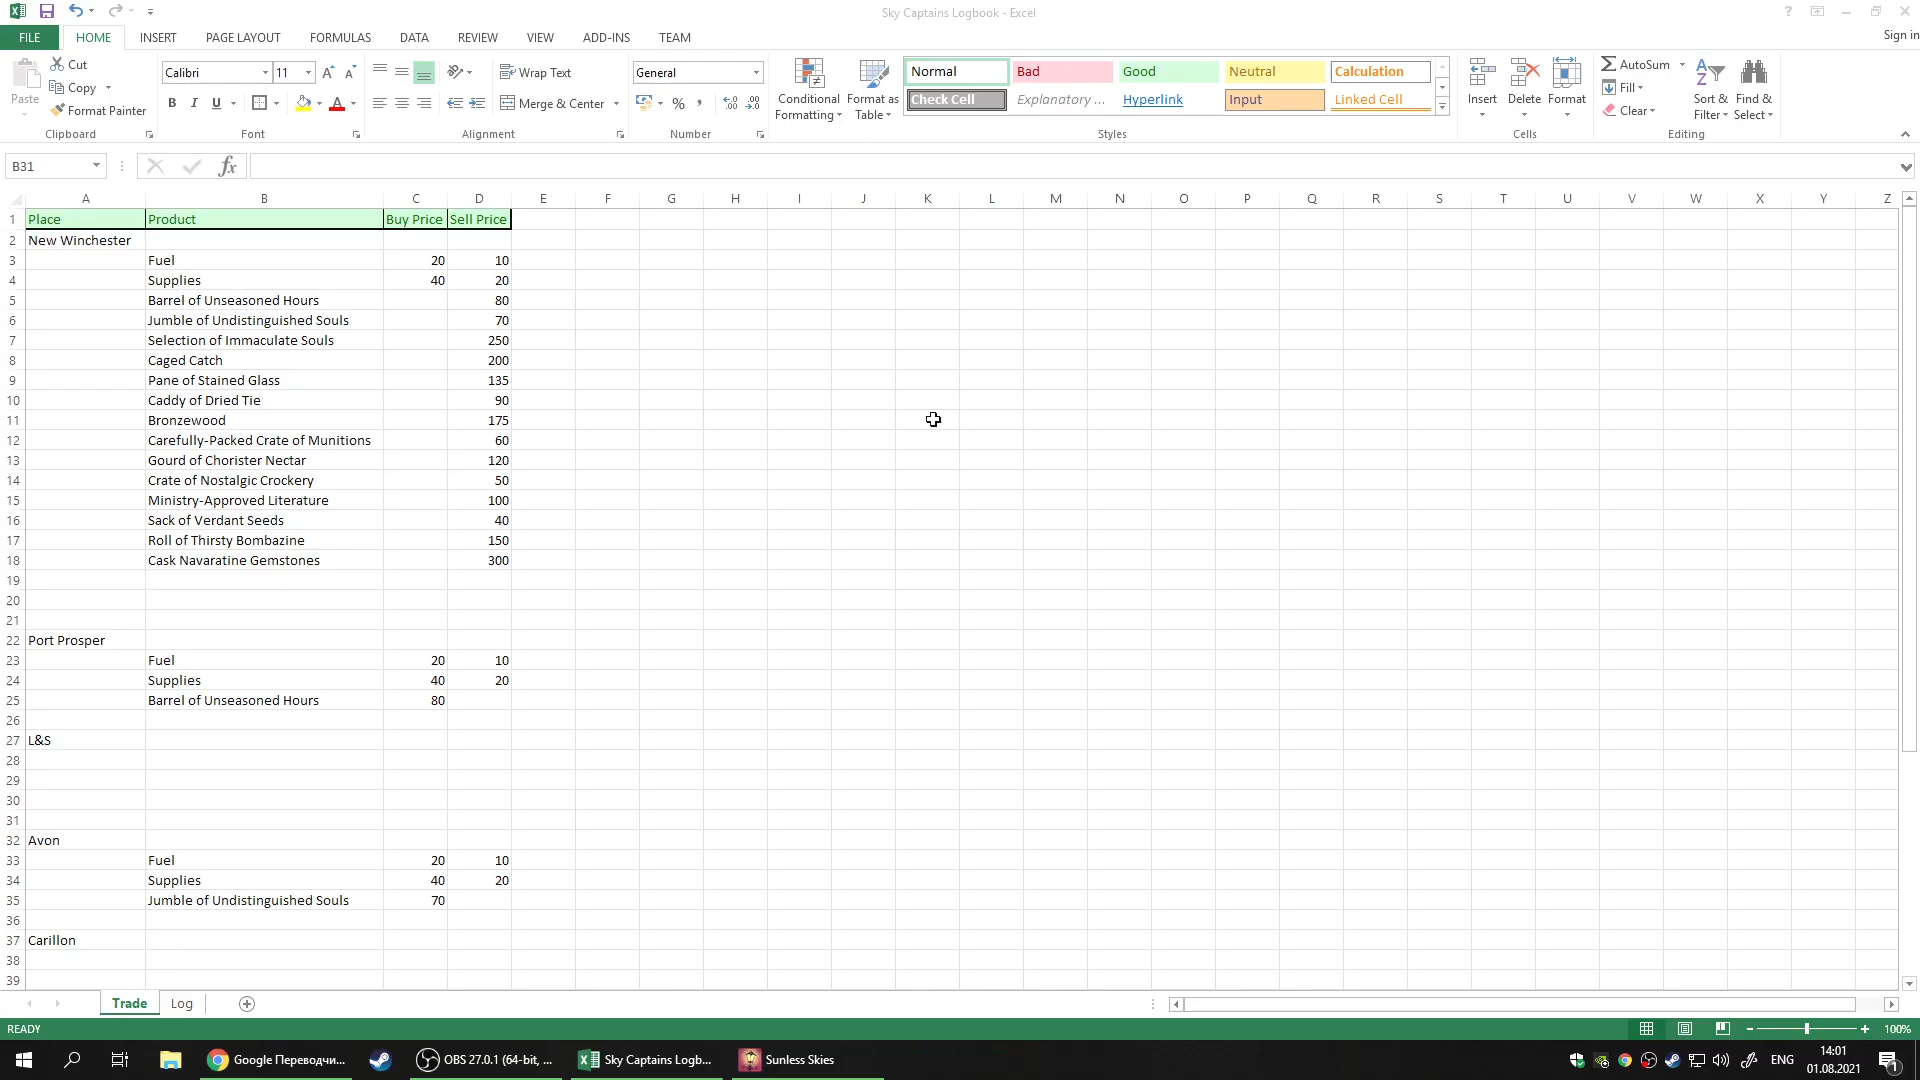 Sky Captains Logbook - Excel
FILE HOME INSERT PAGE LAYOUT FORMULAS DATA REVIEW VIEW ADD-INS TEAM Sign in
Paste
Cut
Copy
Format Painter
Clipboard
Calibri 11
B I U
Font
Wrap Text
Merge & Center
Alignment
General
%
Number
Conditional Formatting
Format as Table
Normal Bad Good Neutral Calculation
Check Cell Explanatory ... Hyperlink Input Linked Cell
Styles
Insert Delete Format
Cells
AutoSum
Fill
Clear
Sort & Filter
Find & Select
Editing
B31
fx
A B C D E F G H I J K L M N O P Q R S T U V W X Y Z
1 Place Product Buy Price Sell Price
2 New Winchester
3 Fuel 20 10
4 Supplies 40 20
5 Barrel of Unseasoned Hours 80
6 Jumble of Undistinguished Souls 70
7 Selection of Immaculate Souls 250
8 Caged Catch 200
9 Pane of Stained Glass 135
10 Caddy of Dried Tie 90
11 Bronzewood 175
12 Carefully-Packed Crate of Munitions 60
13 Gourd of Chorister Nectar 120
14 Crate of Nostalgic Crockery 50
15 Ministry-Approved Literature 100
16 Sack of Verdant Seeds 40
17 Roll of Thirsty Bombazine 150
18 Cask Navaratine Gemstones 300
19
20
21
22 Port Prosper
23 Fuel 20 10
24 Supplies 40 20
25 Barrel of Unseasoned Hours 80
26
27 L&S
28
29
30
31
32 Avon
33 Fuel 20 10
34 Supplies 40 20
35 Jumble of Undistinguished Souls 70
36
37 Carillon
38
39
Trade Log
READY 100%
Google Переводчи... OBS 27.0.1 (64-bit, ... Sky Captains Logb... Sunless Skies ENG 14:01
01.08.2021